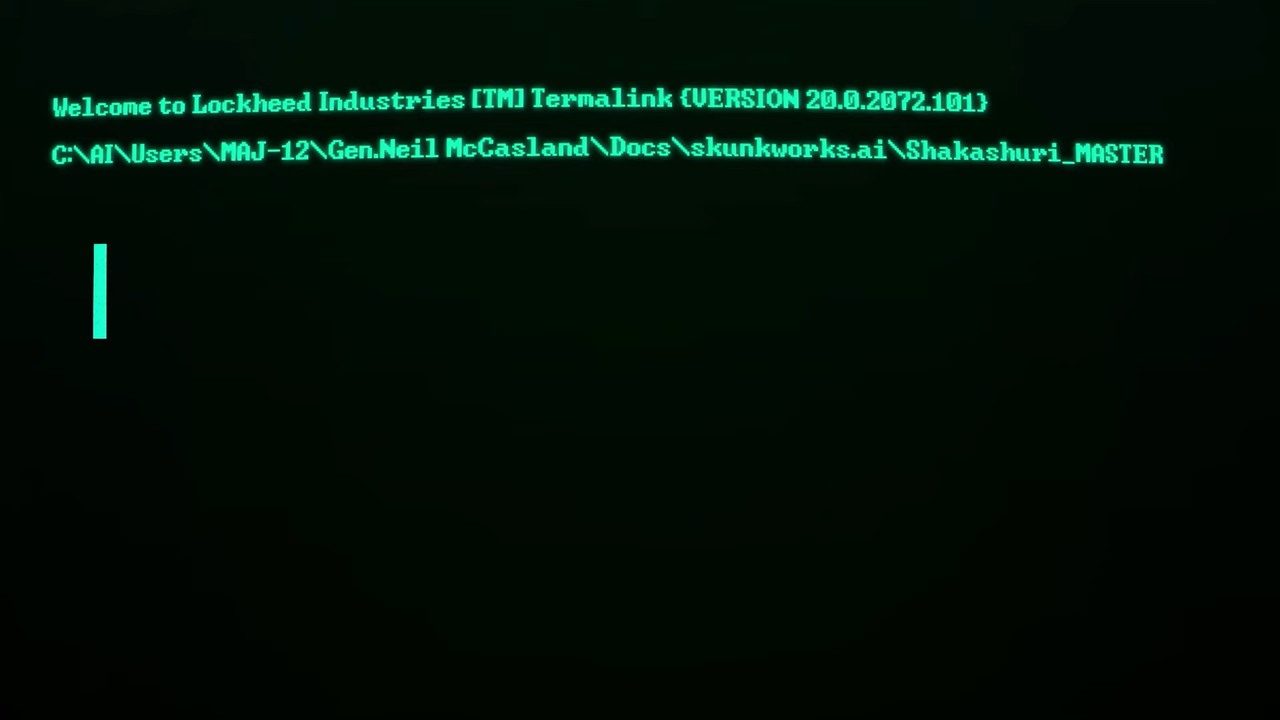 Welcome to Lockheed Industries [TM] Termalink {VERSION 20.0.2072.101}
C:\AI\Users\MAJ-12\Gen.Neil McCasland\Docs\skunkworks.ai\Shakashuri_MASTER